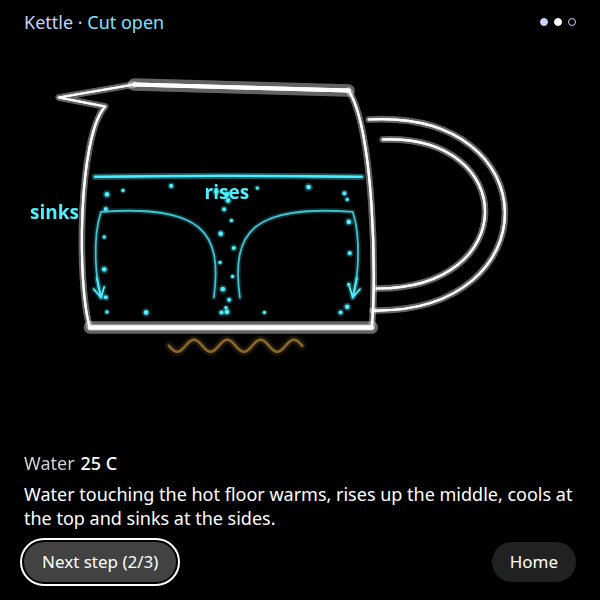 Kettle · Cut open
rises
sinks
Water 25 C
Water touching the hot floor warms, rises up the middle, cools at
the top and sinks at the sides.
Next step (2/3)
Home